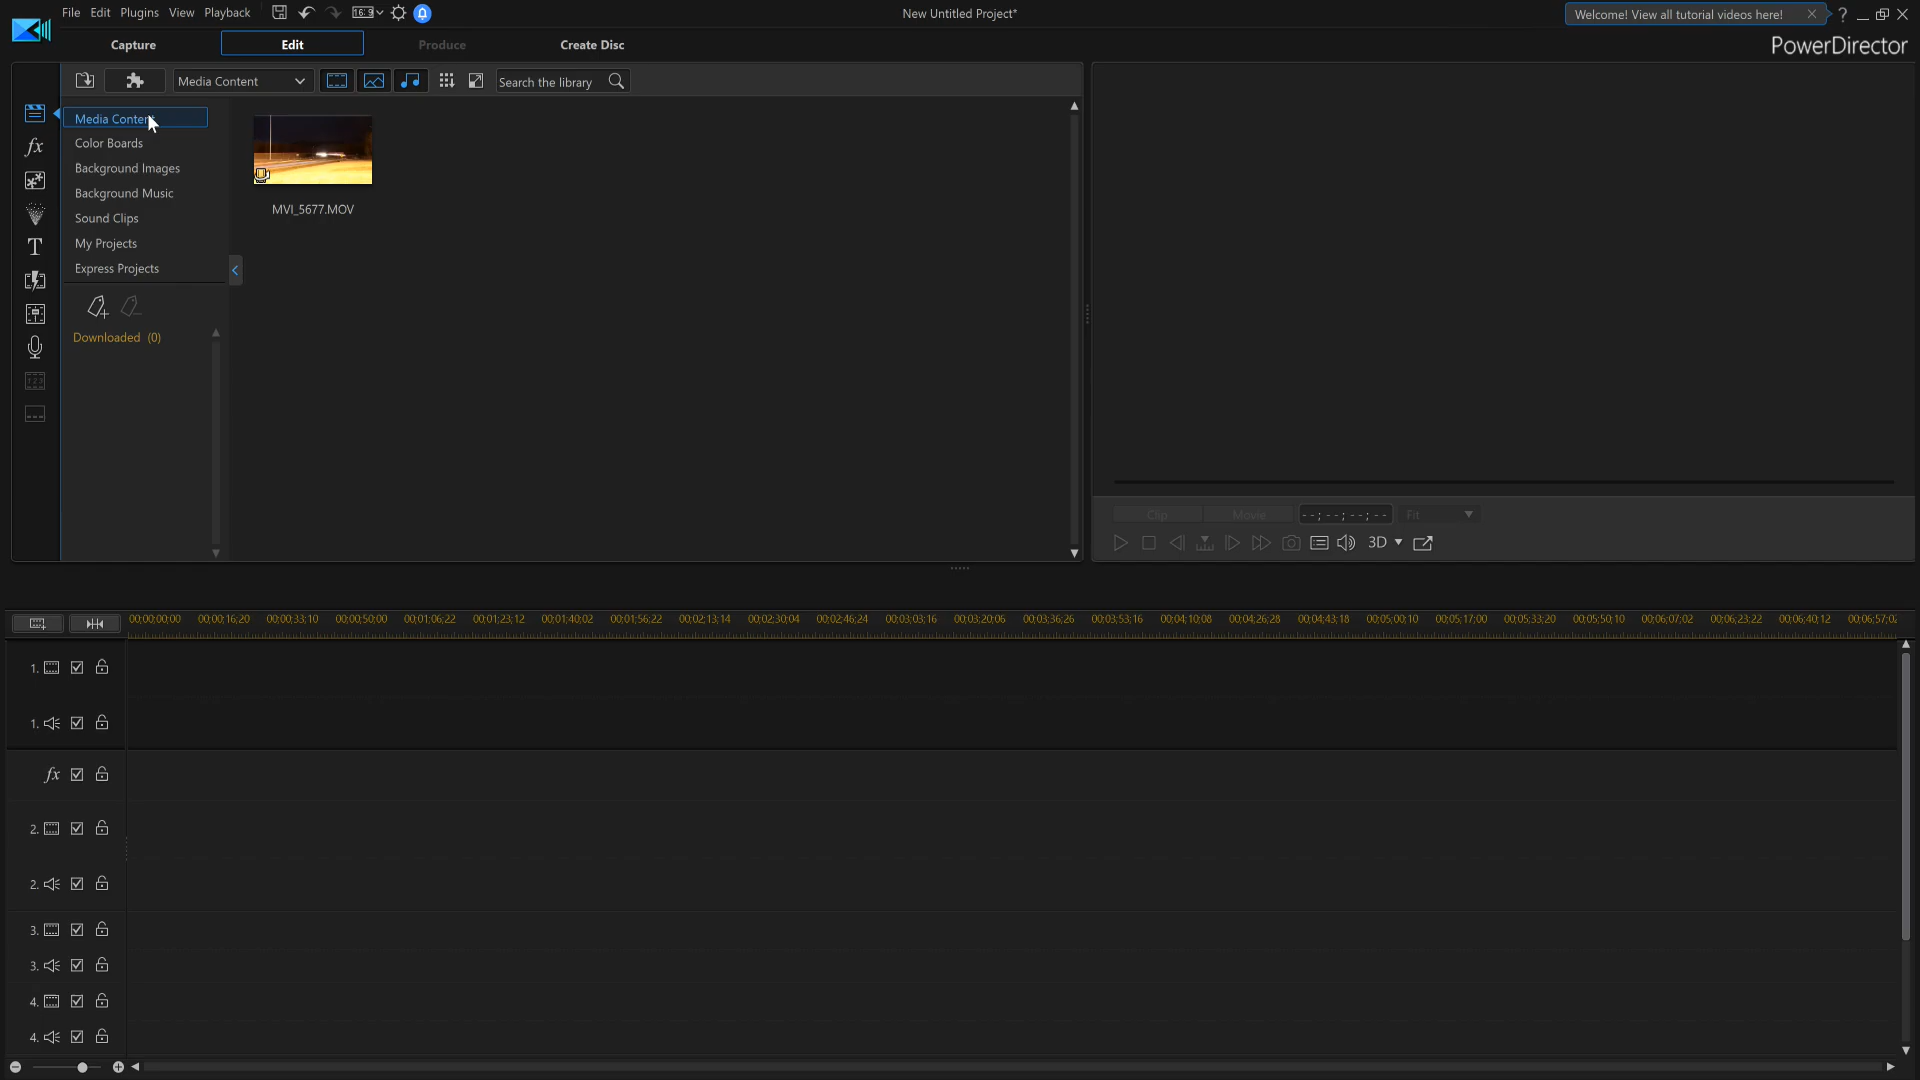 File Edit Plugins View Playback
16:9
New Untitled Project*
Welcome! View all tutorial videos here!
?
Capture Edit Produce Create Disc
PowerDirector
Media Content
Search the library
Media Content
Color Boards
Background Images
Background Music
Sound Clips
My Projects
Express Projects
MVI_5677.MOV
fx
T
Downloaded (0)
1 2 3
Clip Movie --;--;--;-- Fit
3D
00;00;00;00 00;00;16;20 00;00;33;10 00;00;50;00 00;01;06;22 00;01;23;12 00;01;40;02 00;01;56;22 00;02;13;14 00;02;30;04 00;02;46;24 00;03;03;16 00;03;20;06 00;03;36;26 00;03;53;16 00;04;10;08 00;04;26;28 00;04;43;18 00;05;00;10 00;05;17;00 00;05;33;20 00;05;50;10 00;06;07;02 00;06;23;22 00;06;40;12 00;06;57;02
1.
1.
fx
2.
2.
3.
3.
4.
4.